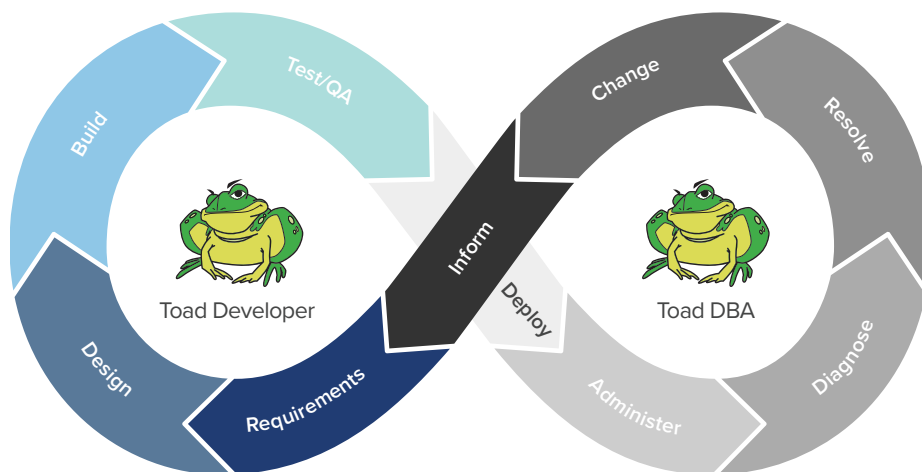 Test/QA
Change
Build
Resolve
Inform
Deploy
Toad Developer
Toad DBA
Design
Diagnose
Requirements
Administer